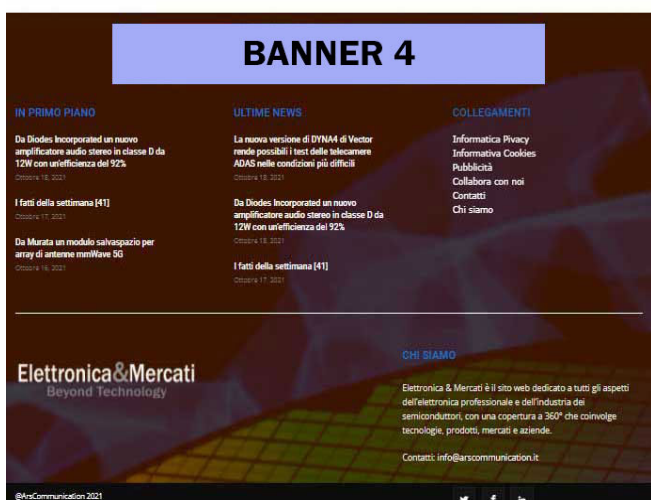 BANNER 4
IN PRIMO PIANO
Da Diodes Incorporated un nuovo
amplificatore audio stereo in classe D da
12W con un'efficienza del 92%
Ottobre 18, 2021
I fatti della settimana [41]
Ottobre 17, 2021
Da Murata un modulo salvaspazio per
array di antenne mmWave 5G
Ottobre 16, 2021
ULTIME NEWS
La nuova versione di DYNA4 di Vector
rende possibili i test delle telecamere
ADAS nelle condizioni più difficili
Ottobre 18, 2021
Da Diodes Incorporated un nuovo
amplificatore audio stereo in classe D da
12W con un'efficienza del 92%
Ottobre 18, 2021
I fatti della settimana [41]
Ottobre 17, 2021
COLLEGAMENTI
Informatica Pivacy
Informativa Cookies
Pubblicità
Collabora con noi
Contatti
Chi siamo
Elettronica&Mercati
Beyond Technology
CHI SIAMO
Elettronica & Mercati è il sito web dedicato a tutti gli aspetti
dell'elettronica professionale e dell'industria dei
semiconduttori, con una copertura a 360° che coinvolge
tecnologie, prodotti, mercati e aziende.
Contatti: info@arscommunication.it
@ArsCommunication 2021